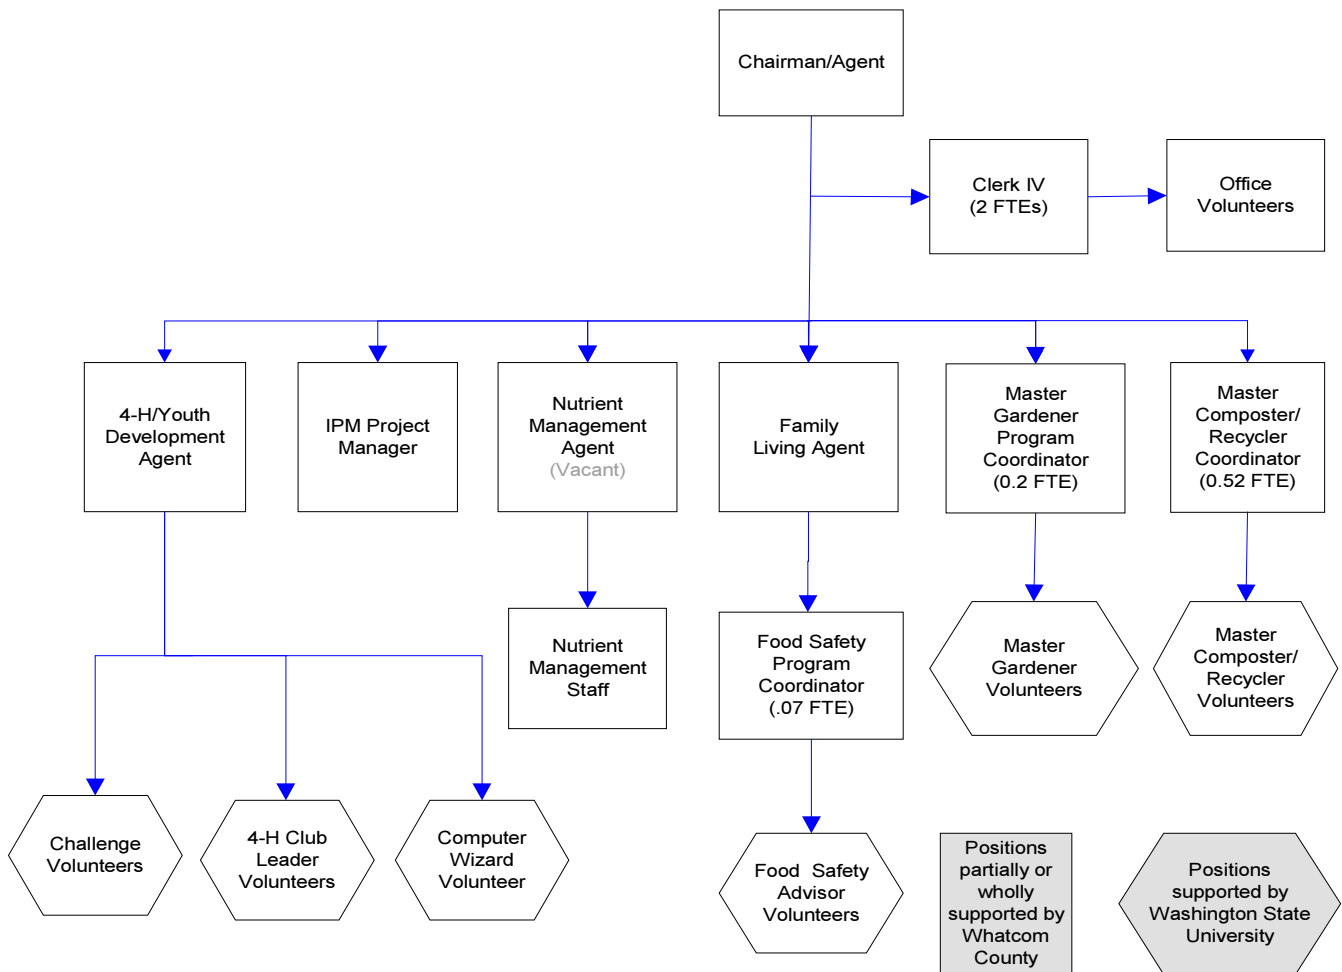 Chairman/Agent
Clerk IV
(2 FTEs)
Office
Volunteers
4-H/Youth
Development
Agent
IPM Project
Manager
Nutrient
Management
Agent
(Vacant)
Family
Living Agent
Master
Gardener
Program
Coordinator
(0.2 FTE)
Master
Composter/
Recycler
Coordinator
(0.52 FTE)
Nutrient
Management
Staff
Food Safety
Program
Coordinator
(.07 FTE)
Master
Gardener
Volunteers
Master
Composter/
Recycler
Volunteers
Challenge
Volunteers
4-H Club
Leader
Volunteers
Computer
Wizard
Volunteer
Food  Safety
Advisor
Volunteers
Positions
partially or
wholly
supported by
Whatcom
County
Positions
supported by
Washington State
University